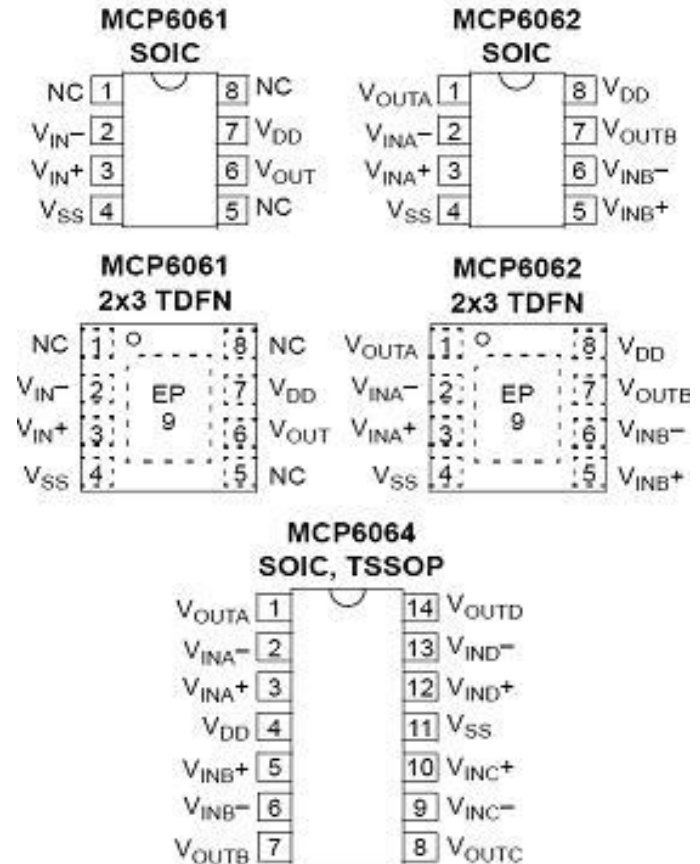 MCP6061
SOIC
NC 1 8 NC
VIN– 2 7 VDD
VIN+ 3 6 VOUT
VSS 4 5 NC
MCP6062
SOIC
VOUTA 1 8 VDD
VINA– 2 7 VOUTB
VINA+ 3 6 VINB–
VSS 4 5 VINB+
MCP6061
2x3 TDFN
NC 1 8 NC
VIN– 2 EP 7 VDD
VIN+ 3 9 6 VOUT
VSS 4 5 NC
MCP6062
2x3 TDFN
VOUTA 1 8 VDD
VINA– 2 EP 7 VOUTB
VINA+ 3 9 6 VINB–
VSS 4 5 VINB+
MCP6064
SOIC, TSSOP
VOUTA 1 14 VOUTD
VINA– 2 13 VIND–
VINA+ 3 12 VIND+
VDD 4 11 VSS
VINB+ 5 10 VINC+
VINB– 6 9 VINC–
VOUTB 7 8 VOUTC